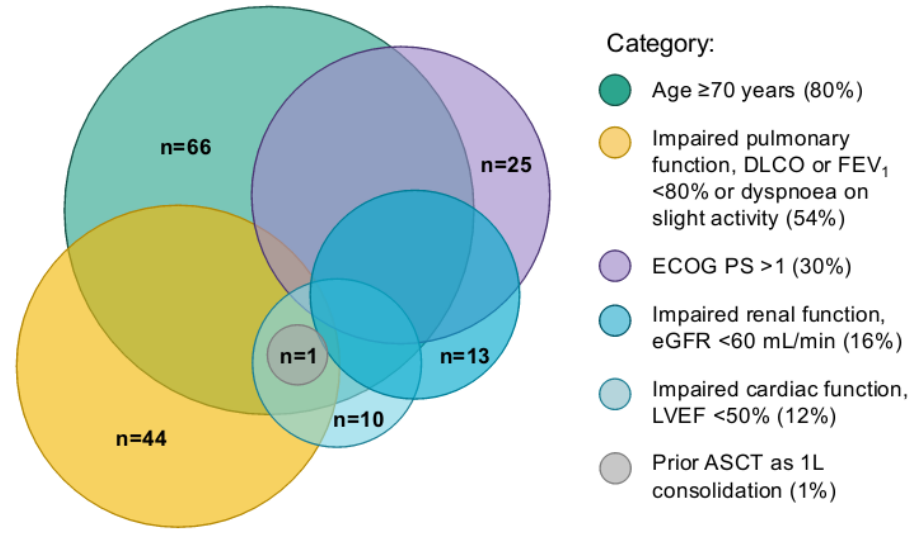 Category:
n=66
n=25
n=1
n=13
n=10
n=44
Age ≥70 years (80%)
Impaired pulmonary
function, DLCO or FEV₁
<80% or dyspnoea on
slight activity (54%)
ECOG PS >1 (30%)
Impaired renal function,
eGFR <60 mL/min (16%)
Impaired cardiac function,
LVEF <50% (12%)
Prior ASCT as 1L
consolidation (1%)